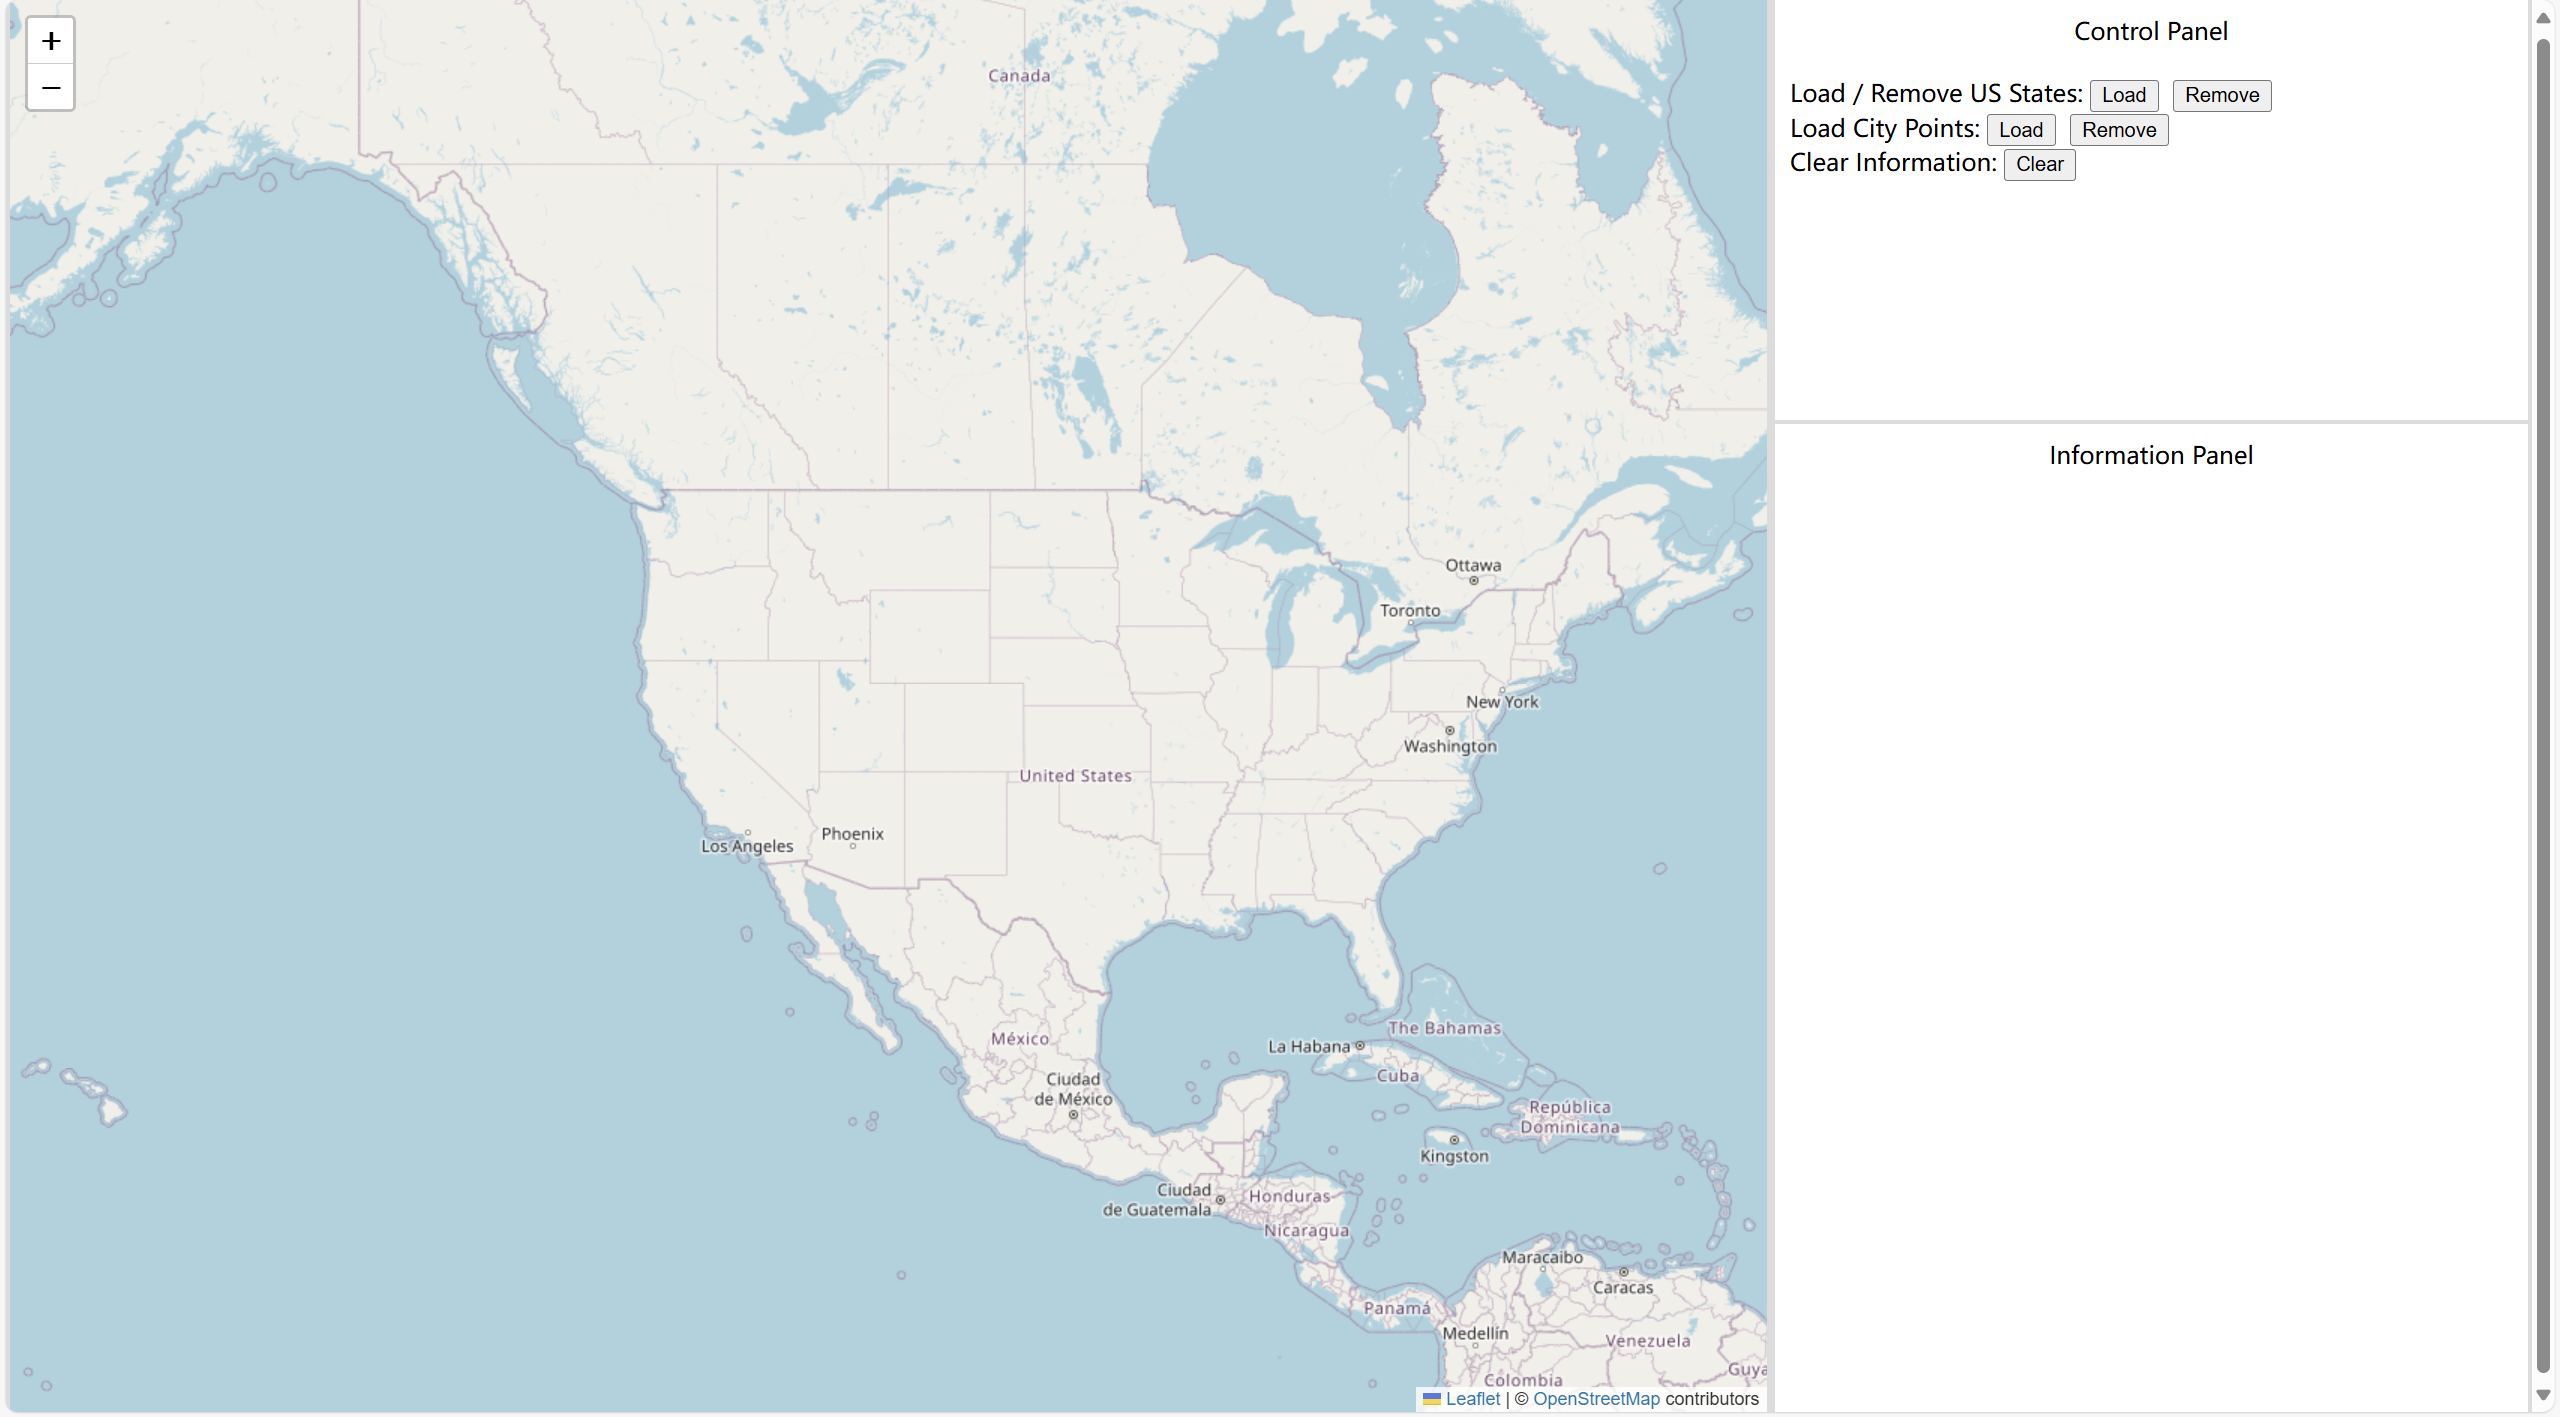 +
−
Canada
Ottawa
Toronto
New York
Washington
United States
Los Angeles
Phoenix
The Bahamas
México
La Habana
Cuba
Ciudad
de México
República
Dominicana
Kingston
Ciudad
de Guatemala
Honduras
Nicaragua
Maracaibo
Caracas
Panamá
Medellín
Venezuela
Guya
Colombia
Leaflet | © OpenStreetMap contributors
Control Panel
Load / Remove US States: Load Remove
Load City Points: Load Remove
Clear Information: Clear
Information Panel